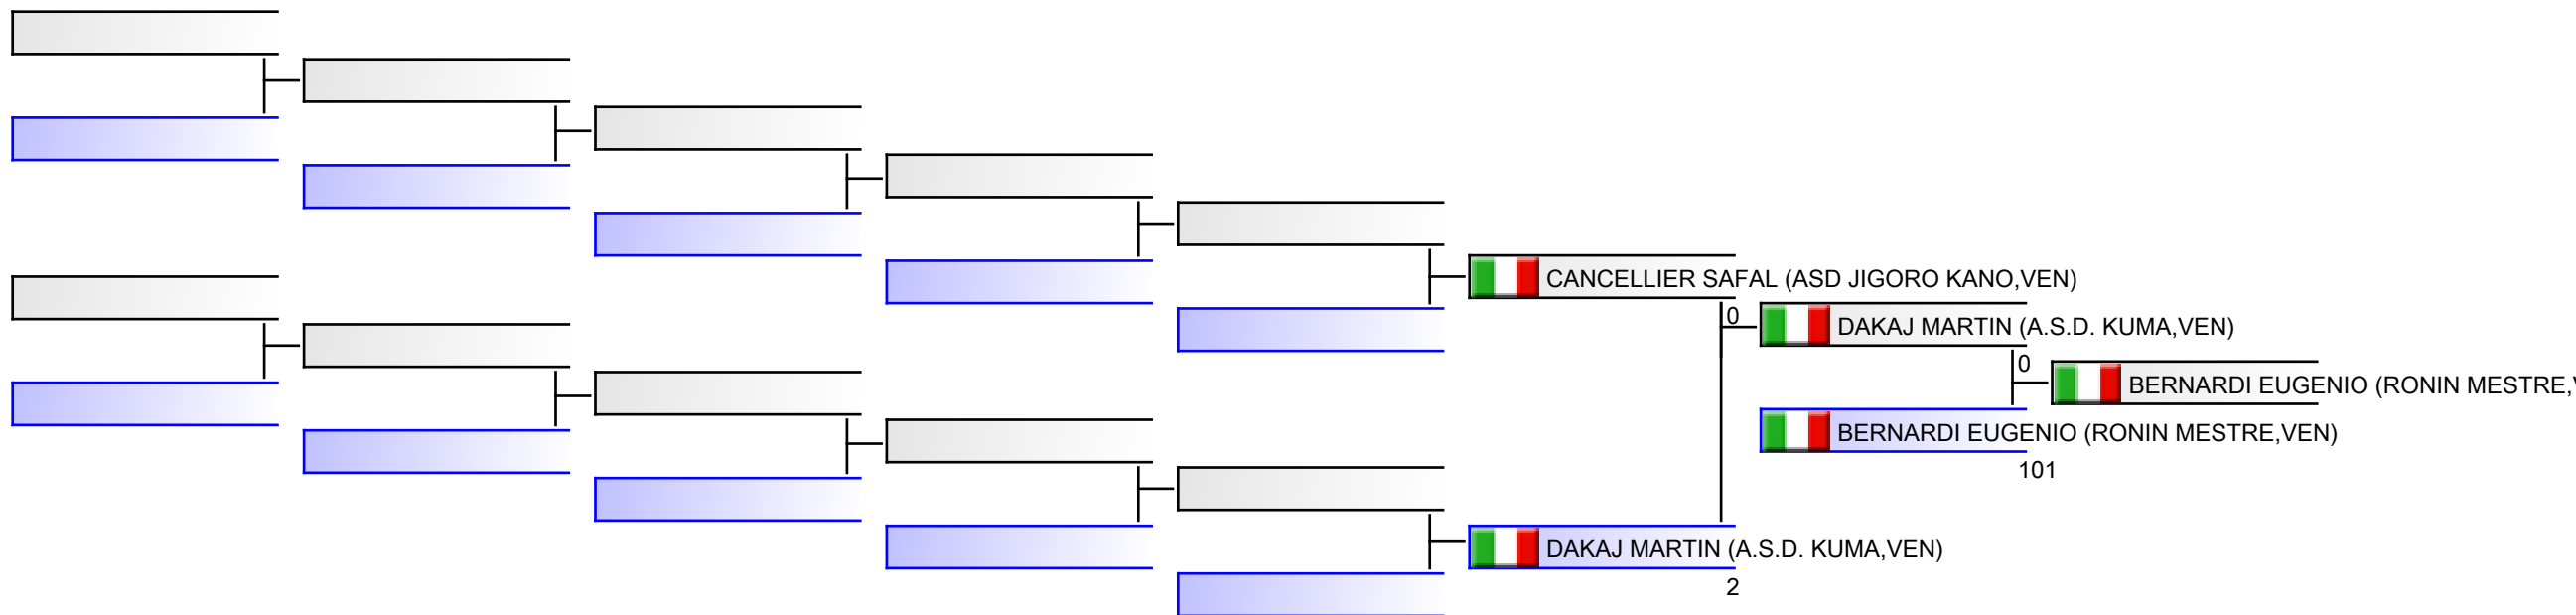 CANCELLIER SAFAL (ASD JIGORO KANO,VEN)
0
DAKAJ MARTIN (A.S.D. KUMA,VEN)
0
BERNARDI EUGENIO (RONIN MESTRE,
BERNARDI EUGENIO (RONIN MESTRE,VEN)
101
DAKAJ MARTIN (A.S.D. KUMA,VEN)
2